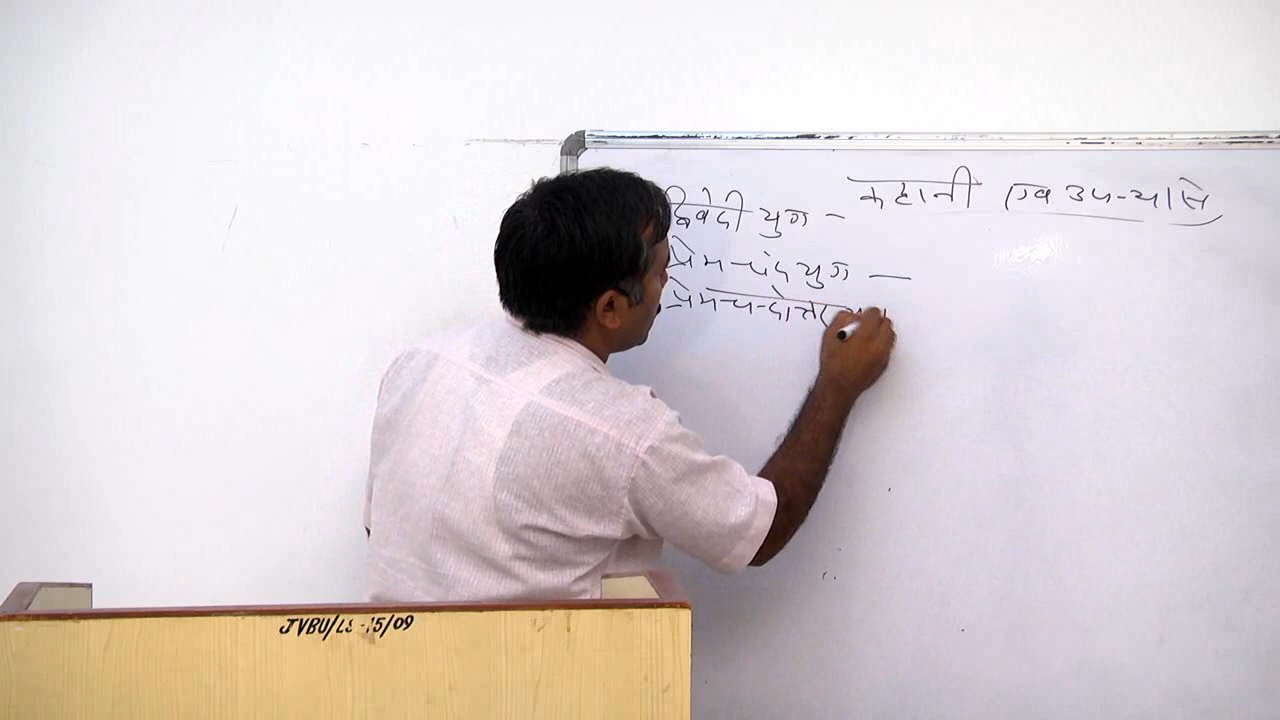 कहानी एवं उपन्यास
द्विवेदी युग -
प्रेमचंद युग —
प्रेमचन्दोत्तर
JVBU/LS-15/09